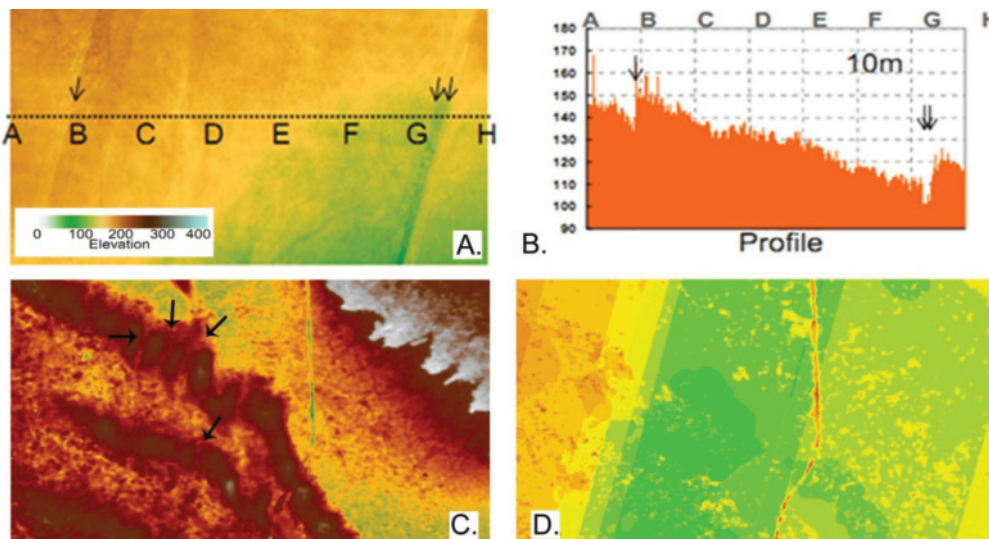 A B C D E F G H
0 100 200 300 400
Elevation
A.
A B C D E F G H
180
170
160
150
140
130
120
110
100
90
10m
Profile
B.
C.
D.